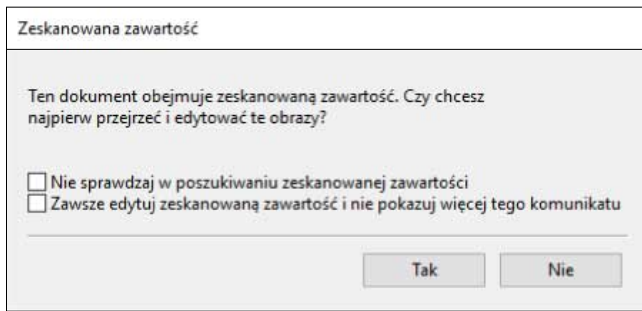 Zeskanowana zawartość
Ten dokument obejmuje zeskanowaną zawartość. Czy chcesz
najpierw przejrzeć i edytować te obrazy?
Nie sprawdzaj w poszukiwaniu zeskanowanej zawartości
Zawsze edytuj zeskanowaną zawartość i nie pokazuj więcej tego komunikatu
Tak
Nie